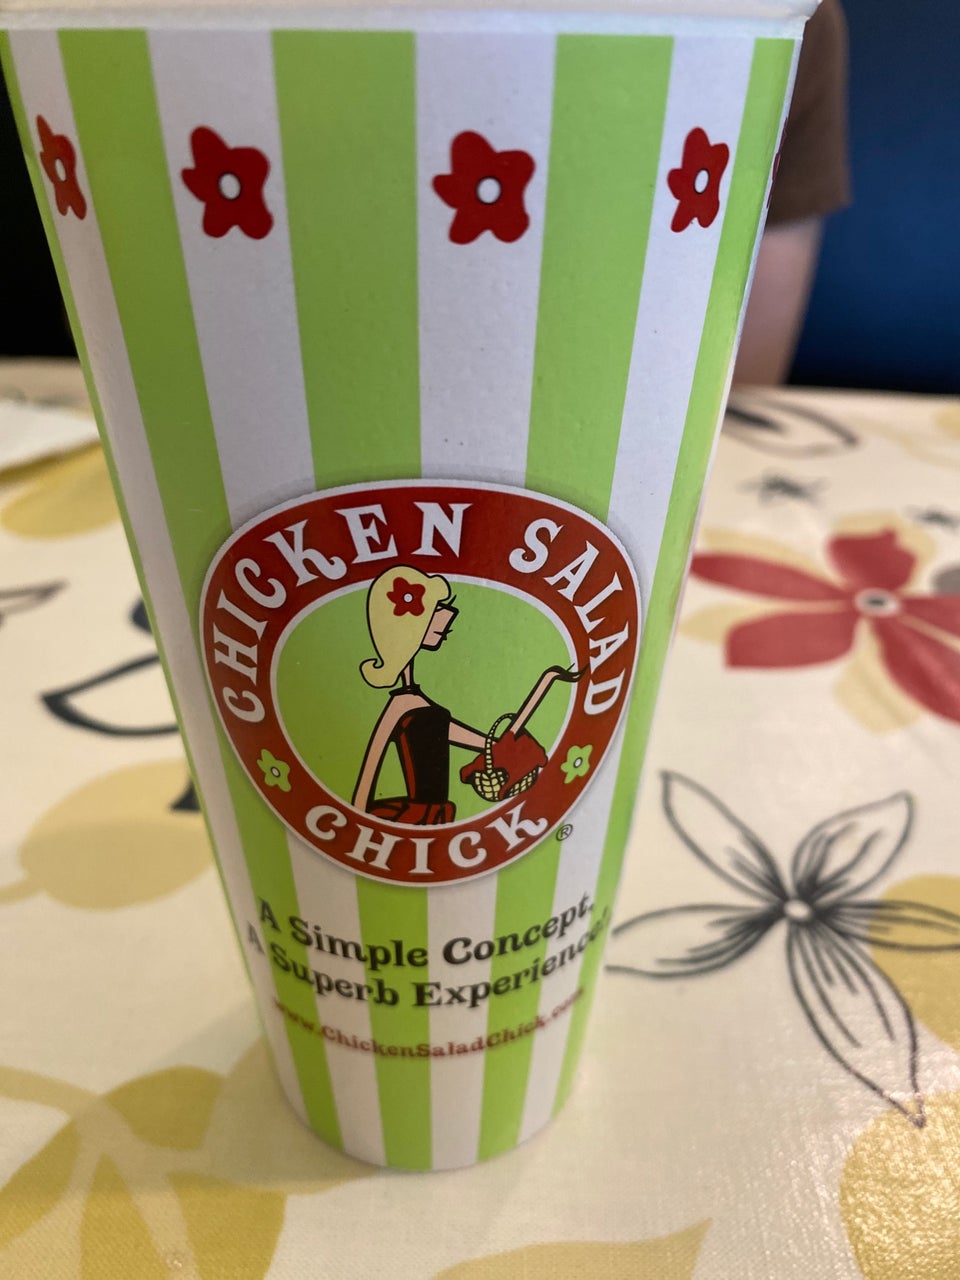 CHICKEN SALAD
CHICK®
A Simple Concept,
A Superb Experience!
www.ChickenSaladChick.com